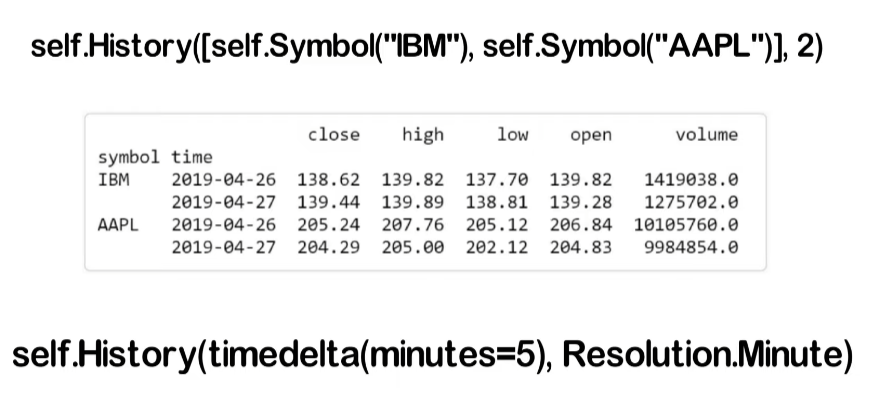 self.History([self.Symbol("IBM"), self.Symbol("AAPL")], 2)
close high low open volume
symbol time
IBM 2019-04-26 138.62 139.82 137.70 139.82 1419038.0
2019-04-27 139.44 139.89 138.81 139.28 1275702.0
AAPL 2019-04-26 205.24 207.76 205.12 206.84 10105760.0
2019-04-27 204.29 205.00 202.12 204.83 9984854.0
self.History(timedelta(minutes=5), Resolution.Minute)